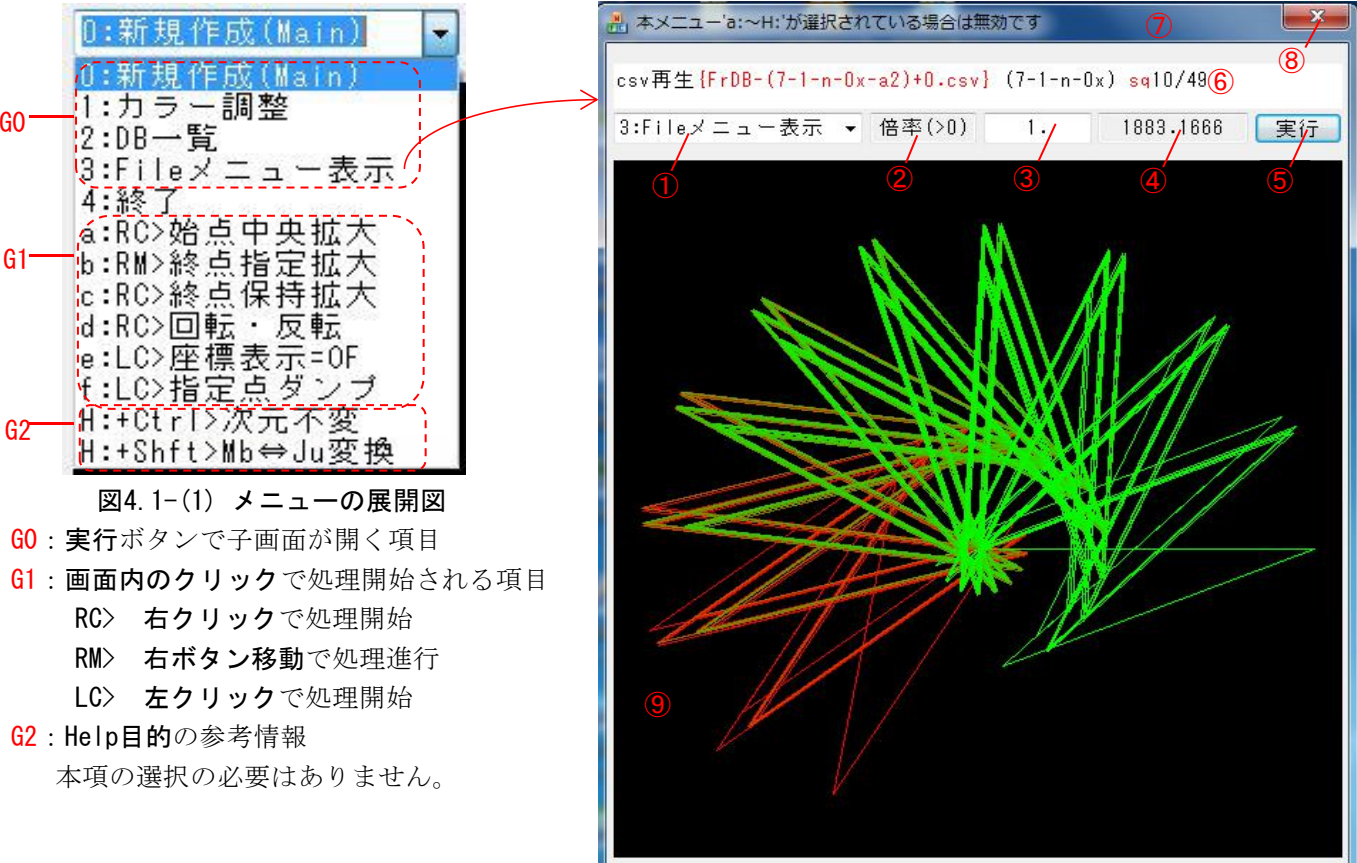 0:新規作成(Main)
0:新規作成(Main)
1:カラー調整
2:DB一覧
3:Fileメニュー表示
4:終了
a:RC>始点中央拡大
b:RM>終点指定拡大
c:RC>終点保持拡大
d:RC>回転・反転
e:LC>座標表示=OF
f:LC>指定点ダンプ
H:+Ctrl>次元不変
H:+Shft>Mb⇔Ju変換
G0
G1
G2
図4.1-(1) メニューの展開図
G0：実行ボタンで子画面が開く項目
G1：画面内のクリックで処理開始される項目
RC> 右クリックで処理開始
RM> 右ボタン移動で処理進行
LC> 左クリックで処理開始
G2：Help目的の参考情報
本項の選択の必要はありません。
本メニュー'a:～H:'が選択されている場合は無効です ⑦
⑧
csv再生{FrDB-(7-1-n-0x-a2)+0.csv} (7-1-n-0x) sq10/49 ⑥
3:Fileメニュー表示 倍率(>0) 1. 1883.1666 実行
① ② ③ ④ ⑤
⑨